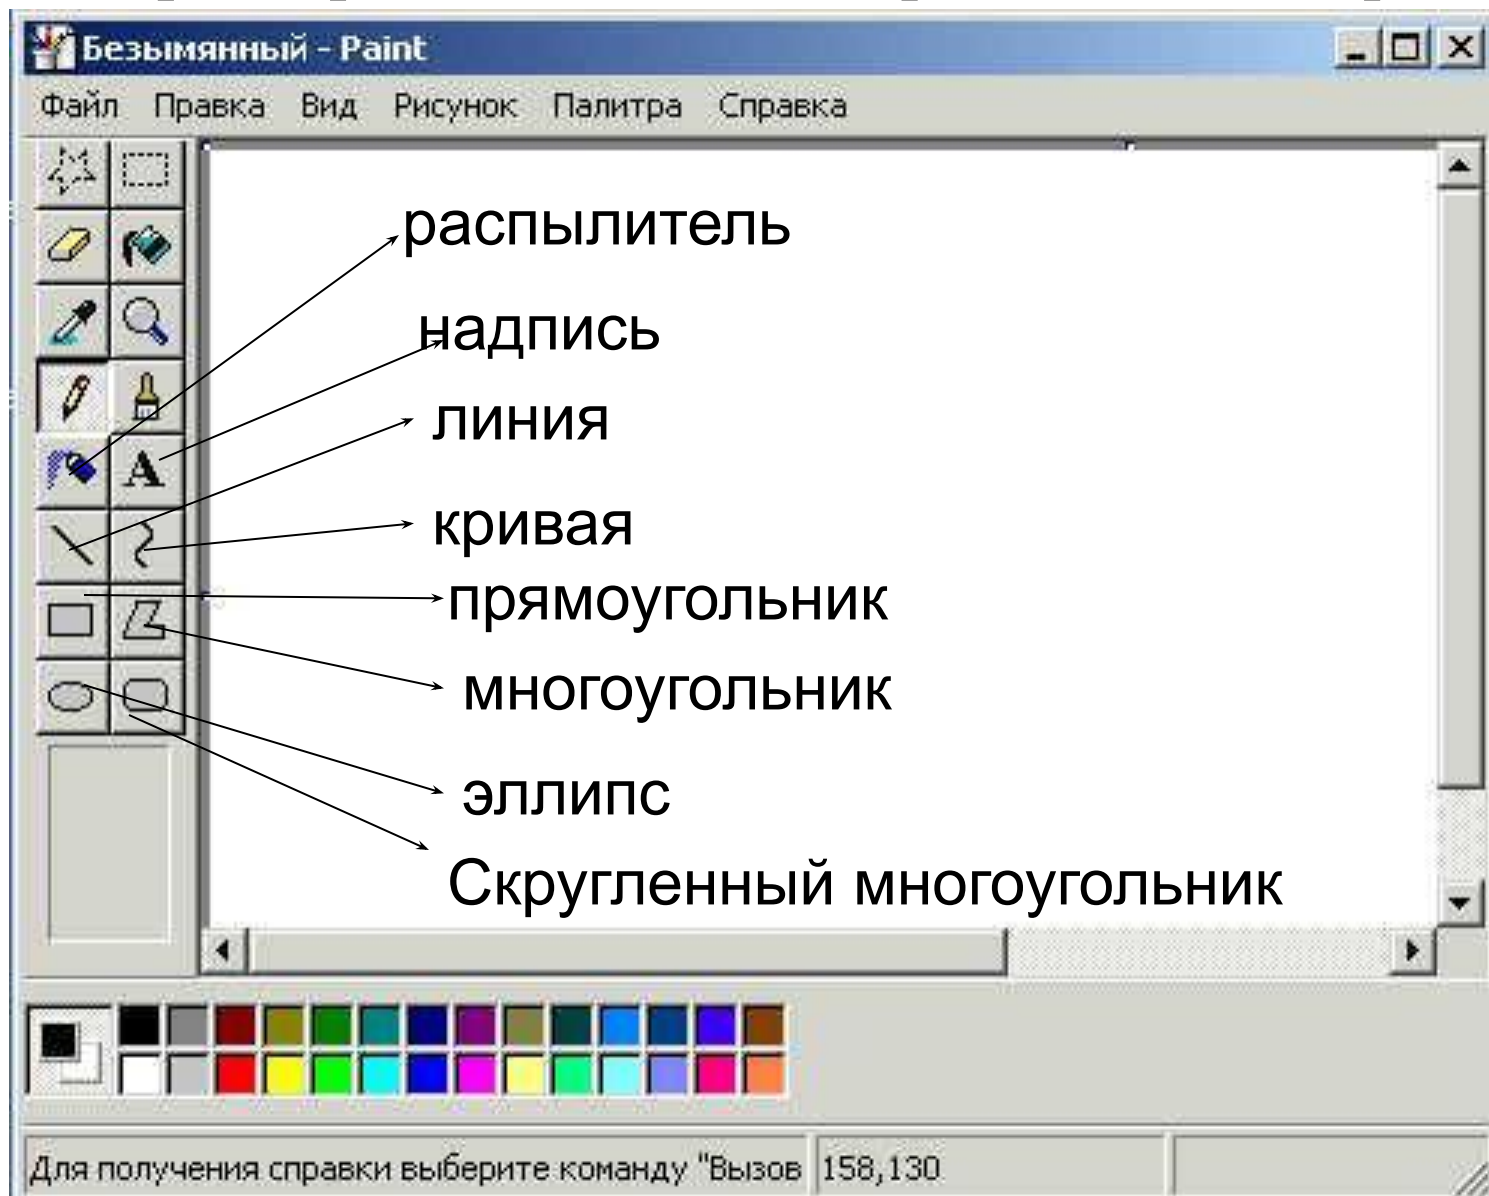 Безымянный - Paint
Файл Правка Вид Рисунок Палитра Справка
распылитель
надпись
A
линия
кривая
прямоугольник
многоугольник
эллипс
Скругленный многоугольник
Для получения справки выберите команду "Вызов 158,130